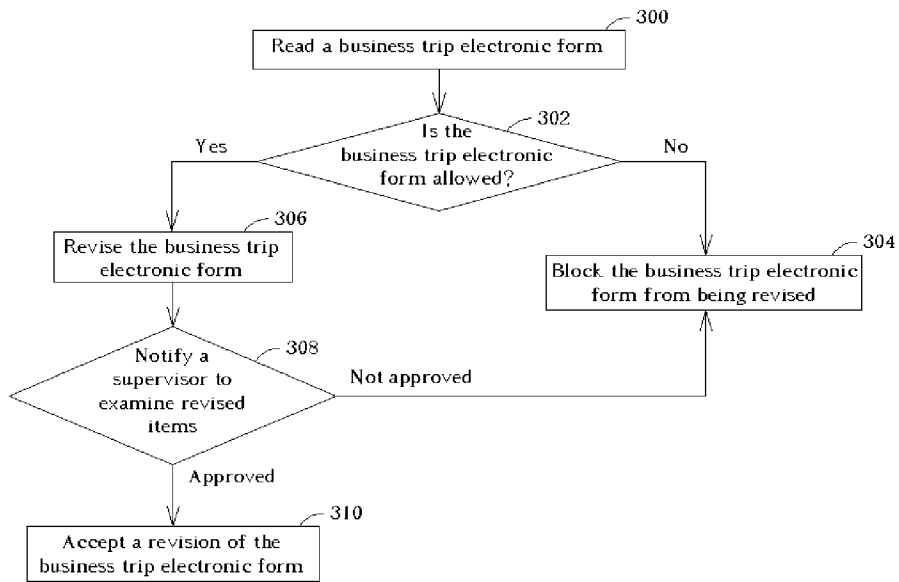 300
Read a business trip electronic form
302
Is the
business trip electronic
form allowed?
Yes
No
306
Revise the business trip
electronic form
304
Block the business trip electronic
form from being revised
308
Notify a
supervisor to
examine revised
items
Not approved
Approved
310
Accept a revision of the
business trip electronic form